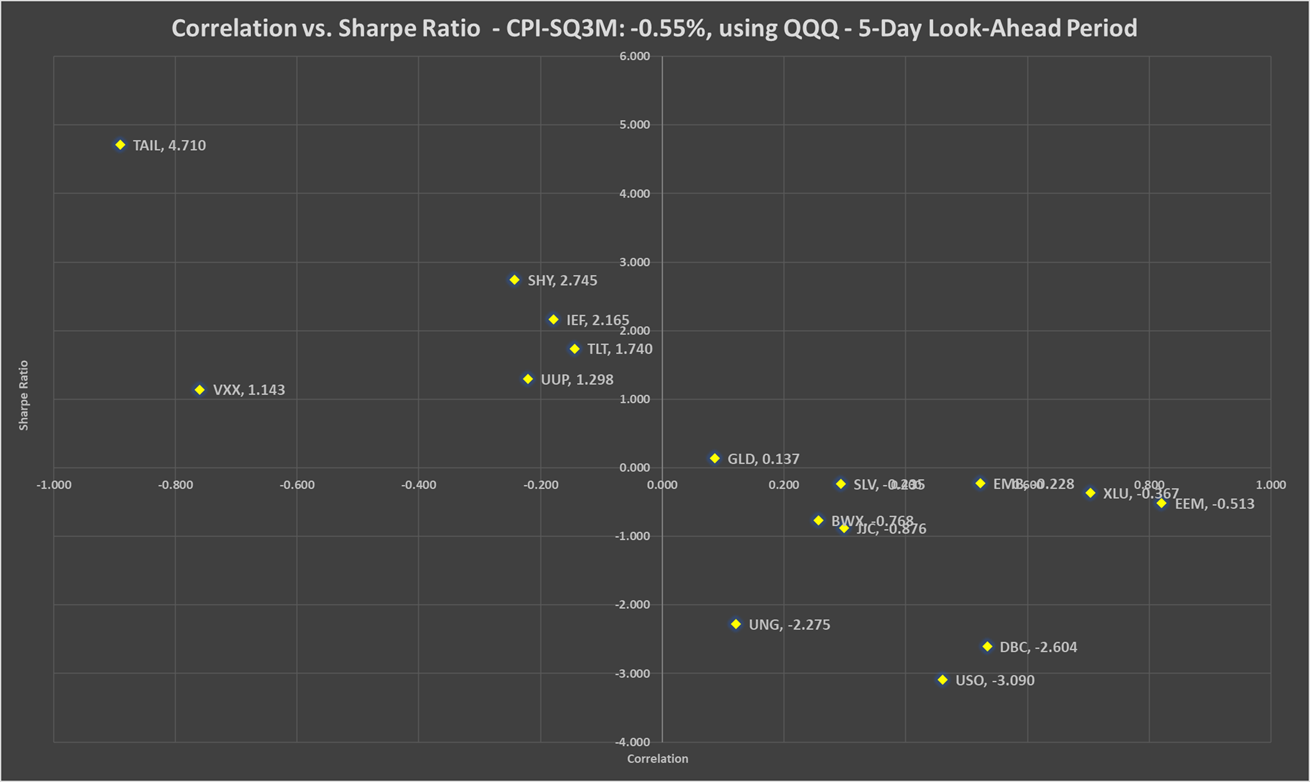 Correlation vs. Sharpe Ratio - CPI-SQ3M: -0.55%, using QQQ - 5-Day Look-Ahead Period
6.000
5.000
TAIL, 4.710
4.000
3.000
SHY, 2.745
IEF, 2.165
2.000
TLT, 1.740
UUP, 1.298
VXX, 1.143
1.000
Sharpe Ratio
GLD, 0.137
0.000
-1.000 -0.800 -0.600 -0.400 -0.200 0.000 0.200 0.400 0.600 0.800 1.000
SLV,
EMB, -0.228
XLU, -0.367
EEM, -0.513
BWX, -0.768
JJC, -0.876
-1.000
-2.000
UNG, -2.275
DBC, -2.604
-3.000
USO, -3.090
-4.000
Correlation